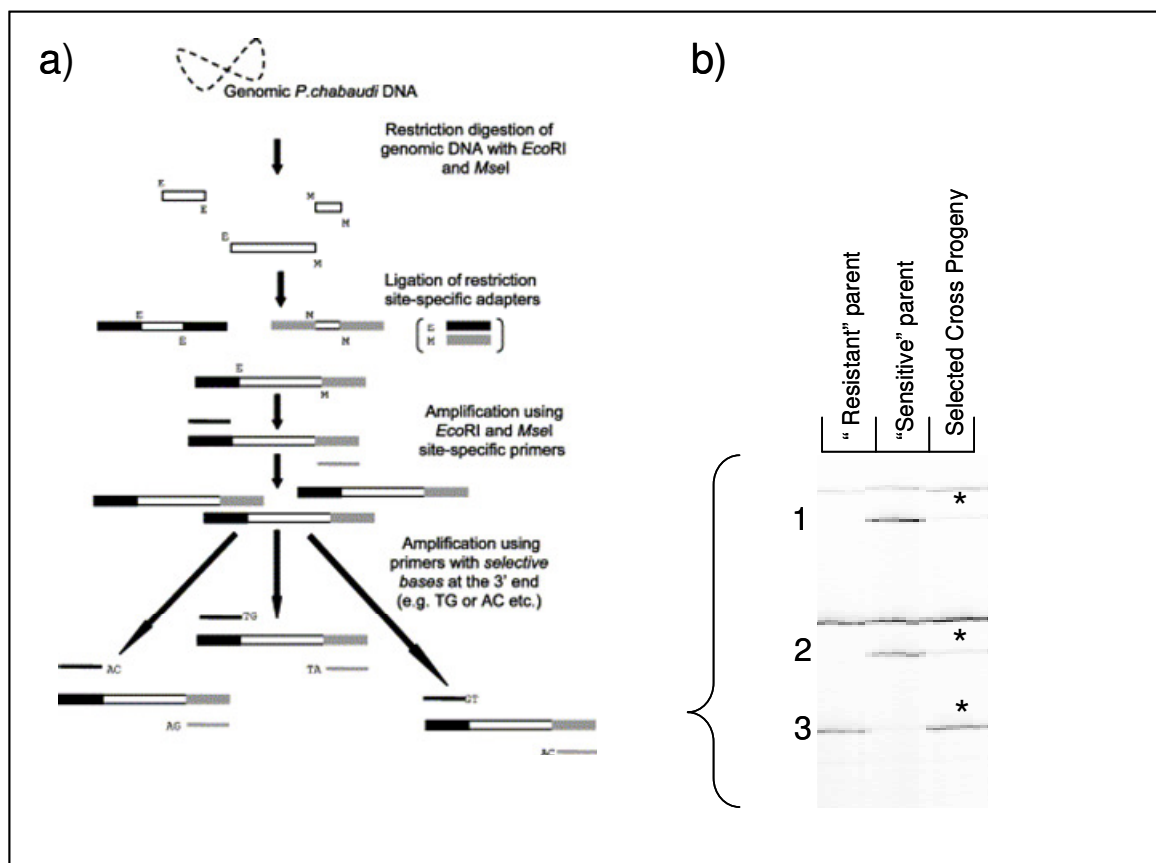 a)
Genomic P.chabaudi DNA
Restriction digestion of
genomic DNA with EcoRI
and MseI
E
E
M
M
E
M
Ligation of restriction
site-specific adapters
E
E
M
M
E
M
E
M
Amplification using
EcoRI and MseI
site-specific primers
Amplification using
primers with selective
bases at the 3' end
(e.g. TG or AC etc.)
TG
TA
AC
AG
GT
AC
b)
“ Resistant” parent
“Sensitive” parent
Selected Cross Progeny
1
*
2
*
3
*